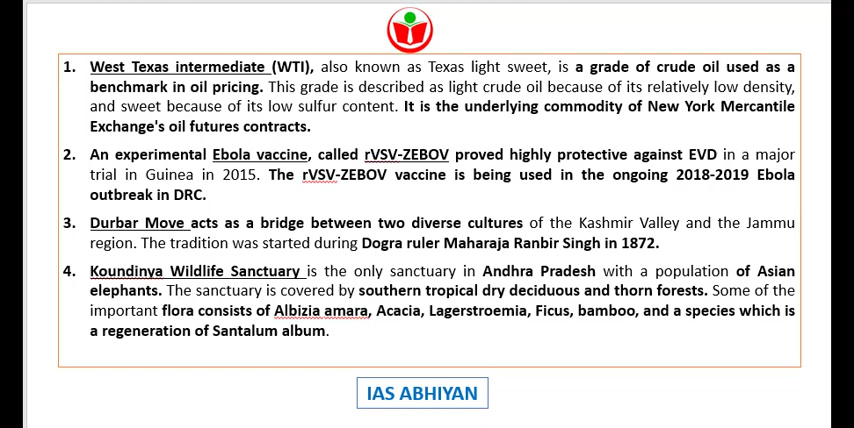 1. West Texas intermediate (WTI), also known as Texas light sweet, is a grade of crude oil used as a
benchmark in oil pricing. This grade is described as light crude oil because of its relatively low density,
and sweet because of its low sulfur content. It is the underlying commodity of New York Mercantile
Exchange's oil futures contracts.
2. An experimental Ebola vaccine, called rVSV-ZEBOV proved highly protective against EVD in a major
trial in Guinea in 2015. The rVSV-ZEBOV vaccine is being used in the ongoing 2018-2019 Ebola
outbreak in DRC.
3. Durbar Move acts as a bridge between two diverse cultures of the Kashmir Valley and the Jammu
region. The tradition was started during Dogra ruler Maharaja Ranbir Singh in 1872.
4. Koundinya Wildlife Sanctuary is the only sanctuary in Andhra Pradesh with a population of Asian
elephants. The sanctuary is covered by southern tropical dry deciduous and thorn forests. Some of the
important flora consists of Albizia amara, Acacia, Lagerstroemia, Ficus, bamboo, and a species which is
a regeneration of Santalum album.
IAS ABHIYAN